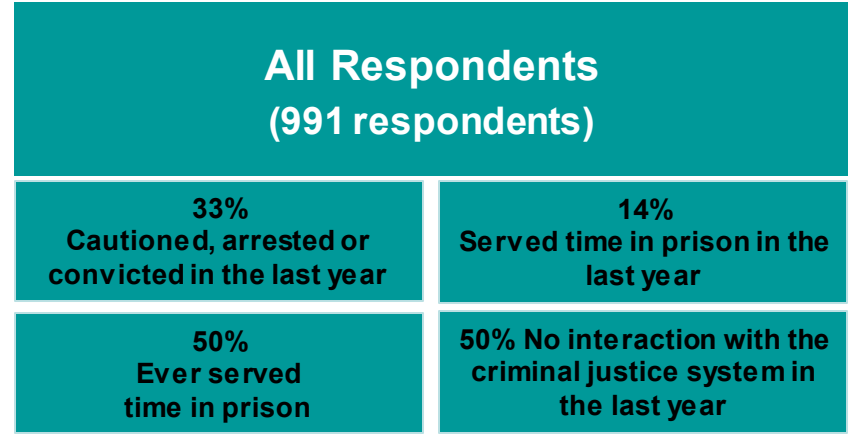 All Respondents
(991 respondents)
33%
Cautioned, arrested or
convicted in the last year
14%
Served time in prison in the
last year
50%
Ever served
time in prison
50% No interaction with the
criminal justice system in
the last year